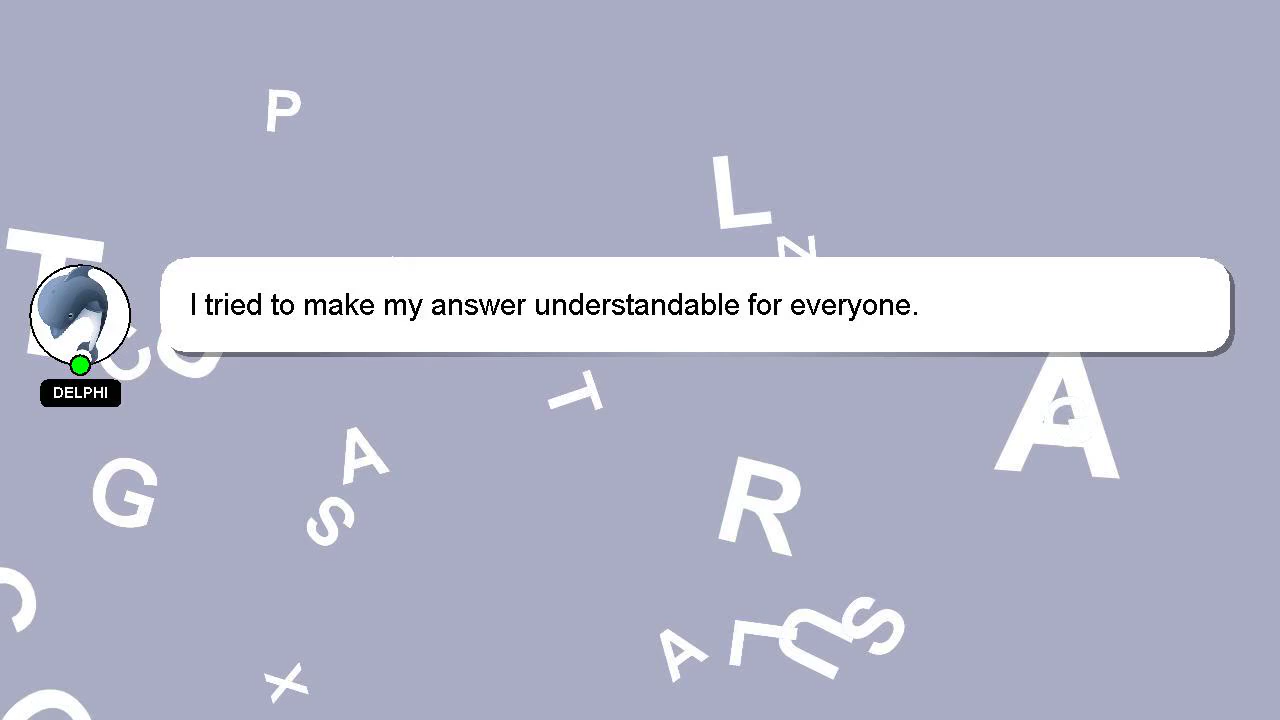 P
L
Z
T
I tried to make my answer understandable for everyone.
DELPHI
T
A
G
A
G
S
R
C
A
L
U
S
X